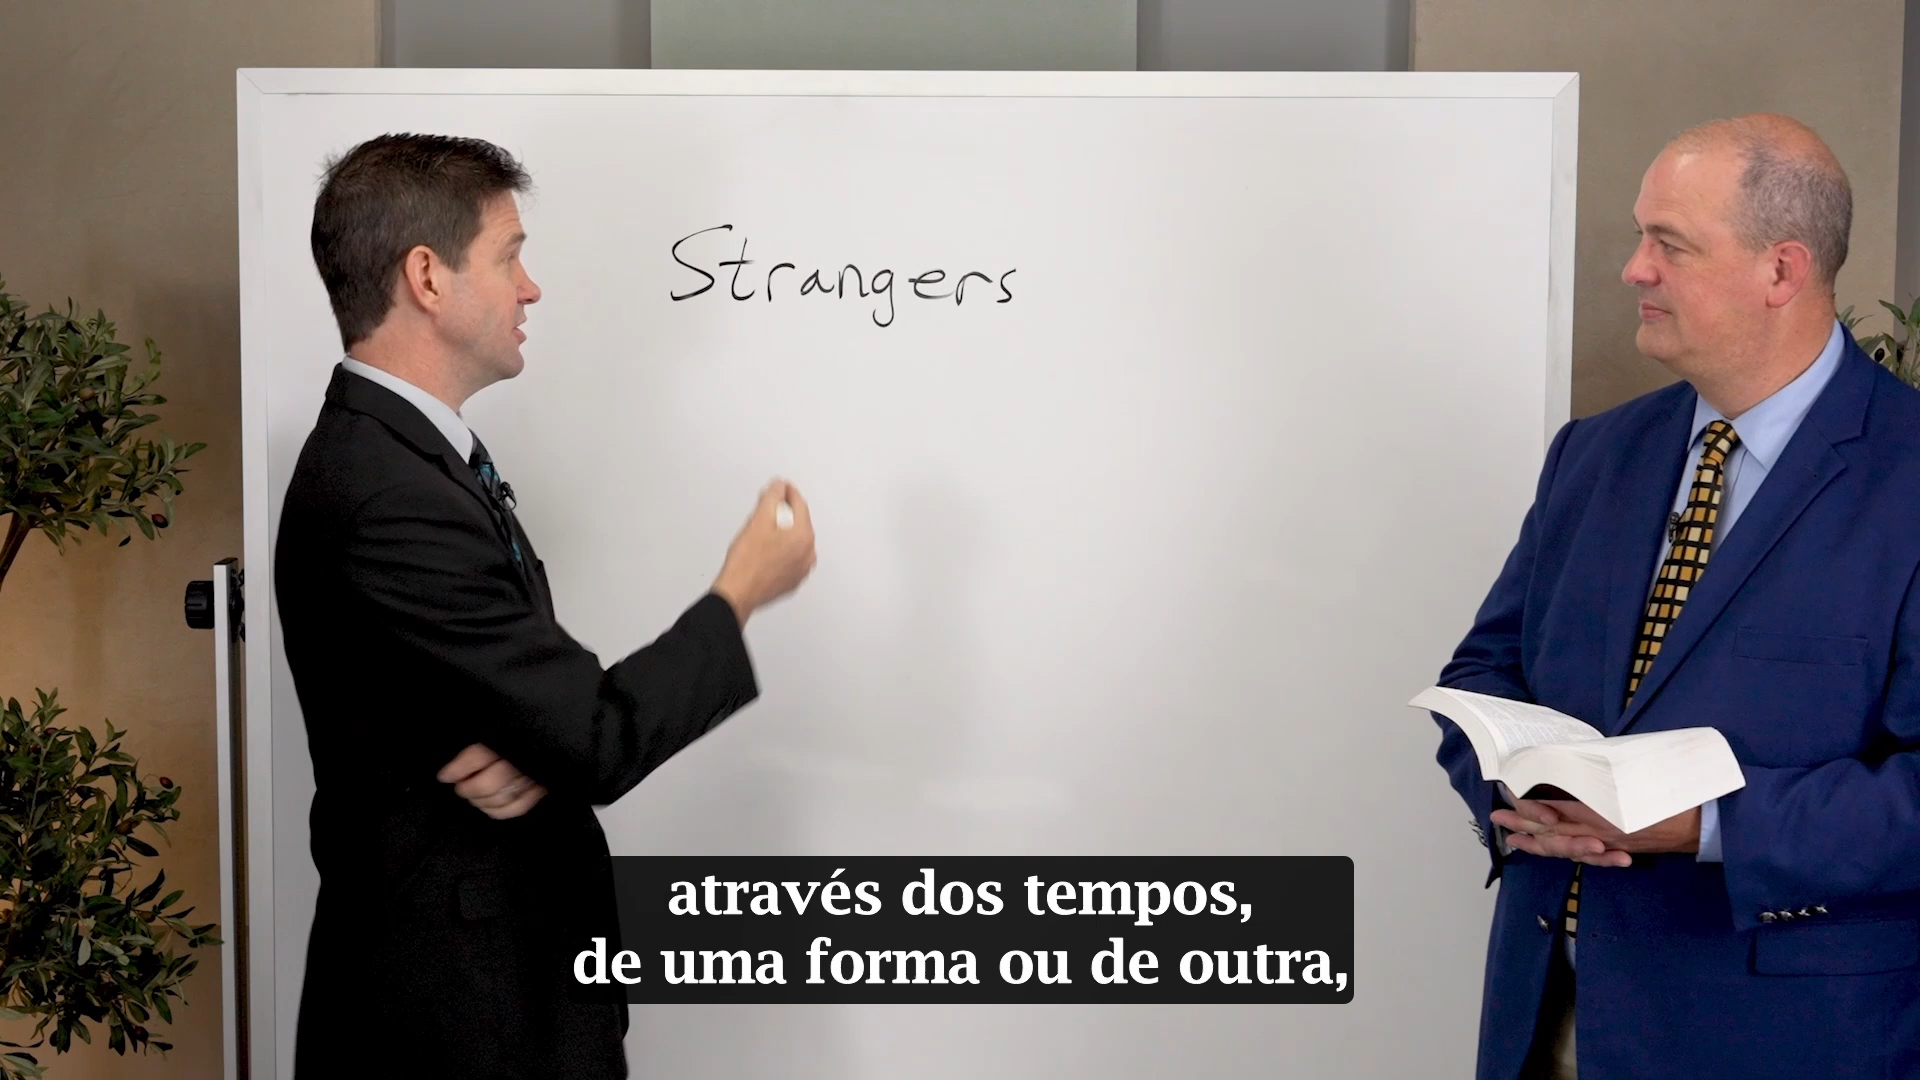 Strangers
através dos tempos,
de uma forma ou de outra,